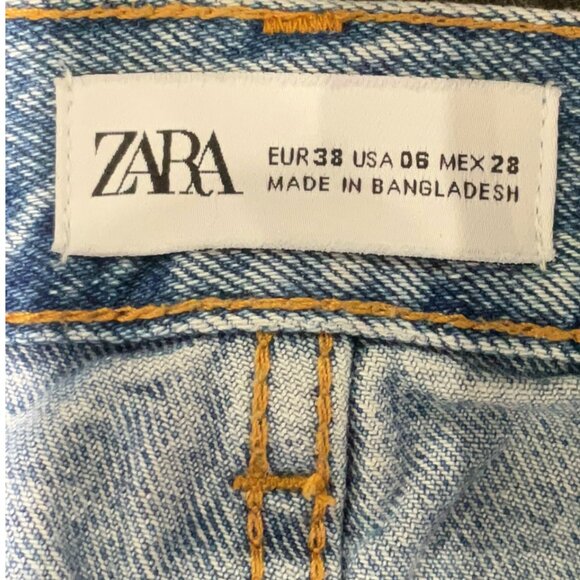 ZARA
EUR 38 USA 06 MEX 28
MADE IN BANGLADESH